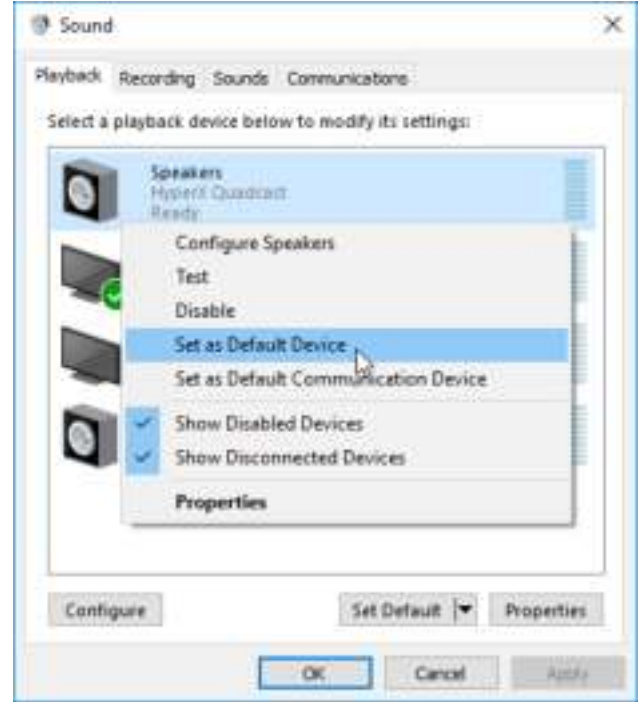 Sound
Playback Recording Sounds Communications
Select a playback device below to modify its settings:
Speakers
HyperX Quadcast
Ready
Configure Speakers
Test
Disable
Set as Default Device
Set as Default Communication Device
Show Disabled Devices
Show Disconnected Devices
Properties
Configure Set Default Properties
OK Cancel Apply